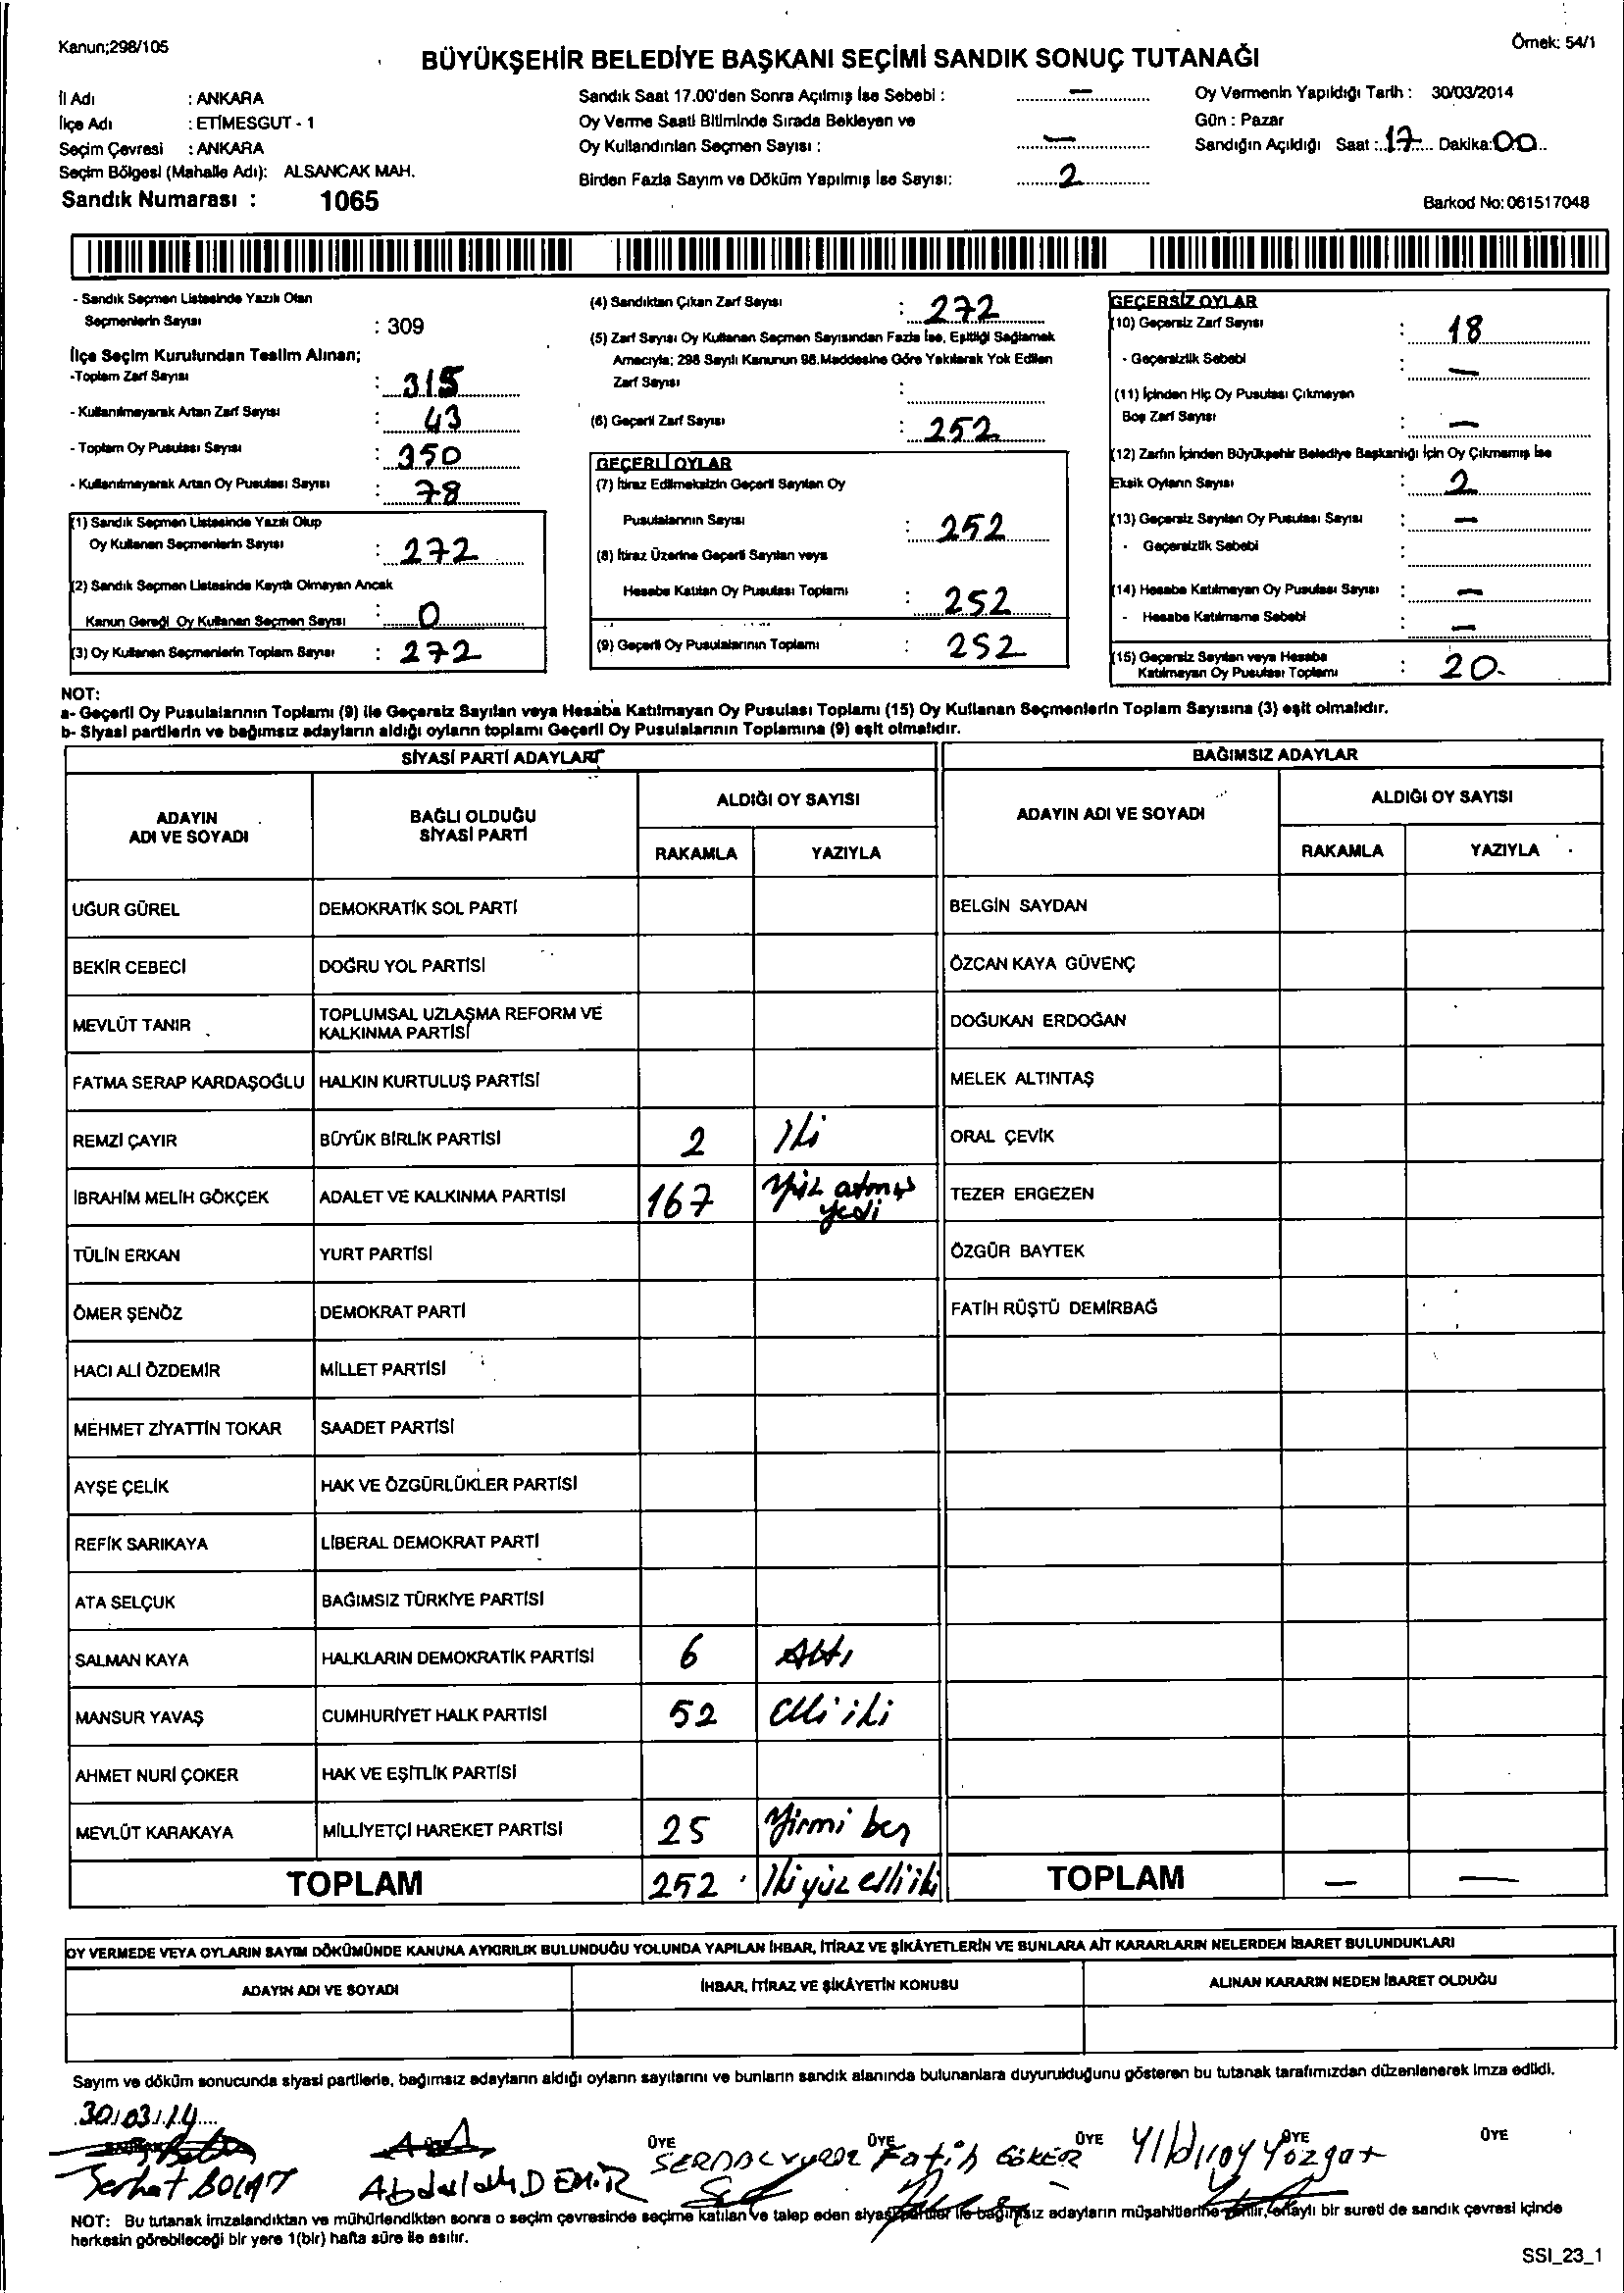 Kanun;298/105
Örnek: 54/1
BÜYÜKŞEHİR BELEDİYE BAŞKANI SEÇİMİ SANDIK SONUÇ TUTANAĞI
İl Adı : ANKARA
İlçe Adı : ETİMESGUT - 1
Seçim Çevresi : ANKARA
Seçim Bölgesi (Mahalle Adı): ALSANCAK MAH.
Sandık Numarası : 1065
Sandık Saat 17.00'den Sonra Açılmış İse Sebebi : —
Oy Verme Saati Bitiminde Sırada Bekleyen ve
Oy Kullandırılan Seçmen Sayısı : —
Birden Fazla Sayım ve Döküm Yapılmış İse Sayısı: 2
Oy Vermenin Yapıldığı Tarih : 30/03/2014
Gün : Pazar
Sandığın Açıldığı Saat :..17.... Dakika:00..
Barkod No: 061517048
- Sandık Seçmen Listesinde Yazılı Olan
Seçmenlerin Sayısı : 309
İlçe Seçim Kurulundan Teslim Alınan;
-Toplam Zarf Sayısı : 315
- Kullanılmayarak Artan Zarf Sayısı : 43
- Toplam Oy Pusulası Sayısı : 350
- Kullanılmayarak Artan Oy Pusulası Sayısı : 78
(1) Sandık Seçmen Listesinde Yazılı Olup
Oy Kullanan Seçmenlerin Sayısı : 272
(2) Sandık Seçmen Listesinde Kayıtlı Olmayan Ancak
Kanun Gereği Oy Kullanan Seçmen Sayısı : 0
(3) Oy Kullanan Seçmenlerin Toplam Sayısı : 272
(4) Sandıktan Çıkan Zarf Sayısı : 272
(5) Zarf Sayısı Oy Kullanan Seçmen Sayısından Fazla İse, Eşitliği Sağlamak
Amacıyla; 298 Sayılı Kanunun 98.Maddesine Göre Yakılarak Yok Edilen
Zarf Sayısı :
(6) Geçerli Zarf Sayısı : 252
GEÇERLİ OYLAR
(7) İtiraz Edilmeksizin Geçerli Sayılan Oy
Pusulalarının Sayısı : 252
(8) İtiraz Üzerine Geçerli Sayılan veya
Hesaba Katılan Oy Pusulası Toplamı : 252
(9) Geçerli Oy Pusulalarının Toplamı : 252
GEÇERSİZ OYLAR
(10) Geçersiz Zarf Sayısı : 18
- Geçersizlik Sebebi : —
(11) İçinden Hiç Oy Pusulası Çıkmayan
Boş Zarf Sayısı : —
(12) Zarfın İçinden Büyükşehir Belediye Başkanlığı İçin Oy Çıkmamış İse
Eksik Oyların Sayısı : 2
(13) Geçersiz Sayılan Oy Pusulası Sayısı : —
- Geçersizlik Sebebi :
(14) Hesaba Katılmayan Oy Pusulası Sayısı : —
- Hesaba Katılmama Sebebi : —
(15) Geçersiz Sayılan veya Hesaba
Katılmayan Oy Pusulası Toplamı : 20
NOT:
a- Geçerli Oy Pusulalarının Toplamı (9) ile Geçersiz Sayılan veya Hesaba Katılmayan Oy Pusulası Toplamı (15) Oy Kullanan Seçmenlerin Toplam Sayısına (3) eşit olmalıdır.
b- Siyasi partilerin ve bağımsız adayların aldığı oyların toplamı Geçerli Oy Pusulalarının Toplamına (9) eşit olmalıdır.
SİYASİ PARTİ ADAYLARI BAĞIMSIZ ADAYLAR
ADAYIN ADI VE SOYADI BAĞLI OLDUĞU SİYASİ PARTİ ALDIĞI OY SAYISI ADAYIN ADI VE SOYADI ALDIĞI OY SAYISI
RAKAMLA YAZIYLA RAKAMLA YAZIYLA
UĞUR GÜREL DEMOKRATİK SOL PARTİ BELGİN SAYDAN
BEKİR CEBECİ DOĞRU YOL PARTİSİ ÖZCAN KAYA GÜVENÇ
MEVLÜT TANIR TOPLUMSAL UZLAŞMA REFORM VE KALKINMA PARTİSİ DOĞUKAN ERDOĞAN
FATMA SERAP KARDAŞOĞLU HALKIN KURTULUŞ PARTİSİ MELEK ALTINTAŞ
REMZİ ÇAYIR BÜYÜK BİRLİK PARTİSİ 2 İki ORAL ÇEVİK
İBRAHİM MELİH GÖKÇEK ADALET VE KALKINMA PARTİSİ 167 Yüz atmış yedi TEZER ERGEZEN
TÜLİN ERKAN YURT PARTİSİ ÖZGÜR BAYTEK
ÖMER ŞENÖZ DEMOKRAT PARTİ FATİH RÜŞTÜ DEMİRBAĞ
HACI ALİ ÖZDEMİR MİLLET PARTİSİ
MEHMET ZİYATTİN TOKAR SAADET PARTİSİ
AYŞE ÇELİK HAK VE ÖZGÜRLÜKLER PARTİSİ
REFİK SARIKAYA LİBERAL DEMOKRAT PARTİ
ATA SELÇUK BAĞIMSIZ TÜRKİYE PARTİSİ
SALMAN KAYA HALKLARIN DEMOKRATİK PARTİSİ 6 Altı
MANSUR YAVAŞ CUMHURİYET HALK PARTİSİ 52 elli iki
AHMET NURİ ÇOKER HAK VE EŞİTLİK PARTİSİ
MEVLÜT KARAKAYA MİLLİYETÇİ HAREKET PARTİSİ 25 Yirmi beş
TOPLAM 252 İki yüz elli iki TOPLAM — —
OY VERMEDE VEYA OYLARIN SAYIM DÖKÜMÜNDE KANUNA AYKIRILIK BULUNDUĞU YOLUNDA YAPILAN İHBAR, İTİRAZ VE ŞİKÂYETLERİN VE BUNLARA AİT KARARLARIN NELERDEN İBARET BULUNDUKLARI
ADAYIN ADI VE SOYADI İHBAR, İTİRAZ VE ŞİKÂYETİN KONUSU ALINAN KARARIN NEDEN İBARET OLDUĞU
Sayım ve döküm sonucunda siyasi partilerle, bağımsız adayların aldığı oyların sayılarını ve bunların sandık alanında bulunanlara duyurulduğunu gösteren bu tutanak tarafımızdan düzenlenerek imza edildi.
30/03/14
ÜYE ÜYE ÜYE ÜYE ÜYE
Serhat BOLAT Abdullah DEMİR SERDAL Fatih GÖKER Yıldıray Yozgat
NOT: Bu tutanak imzalandıktan ve mühürlendikten sonra o seçim çevresinde seçime katılan ve talep eden siyasi partiler ile bağımsız adayların müşahitlerine verilir, onaylı bir sureti de sandık çevresi içinde
herkesin görebileceği bir yere 1(bir) hafta süre ile asılır.
SSI_23_1